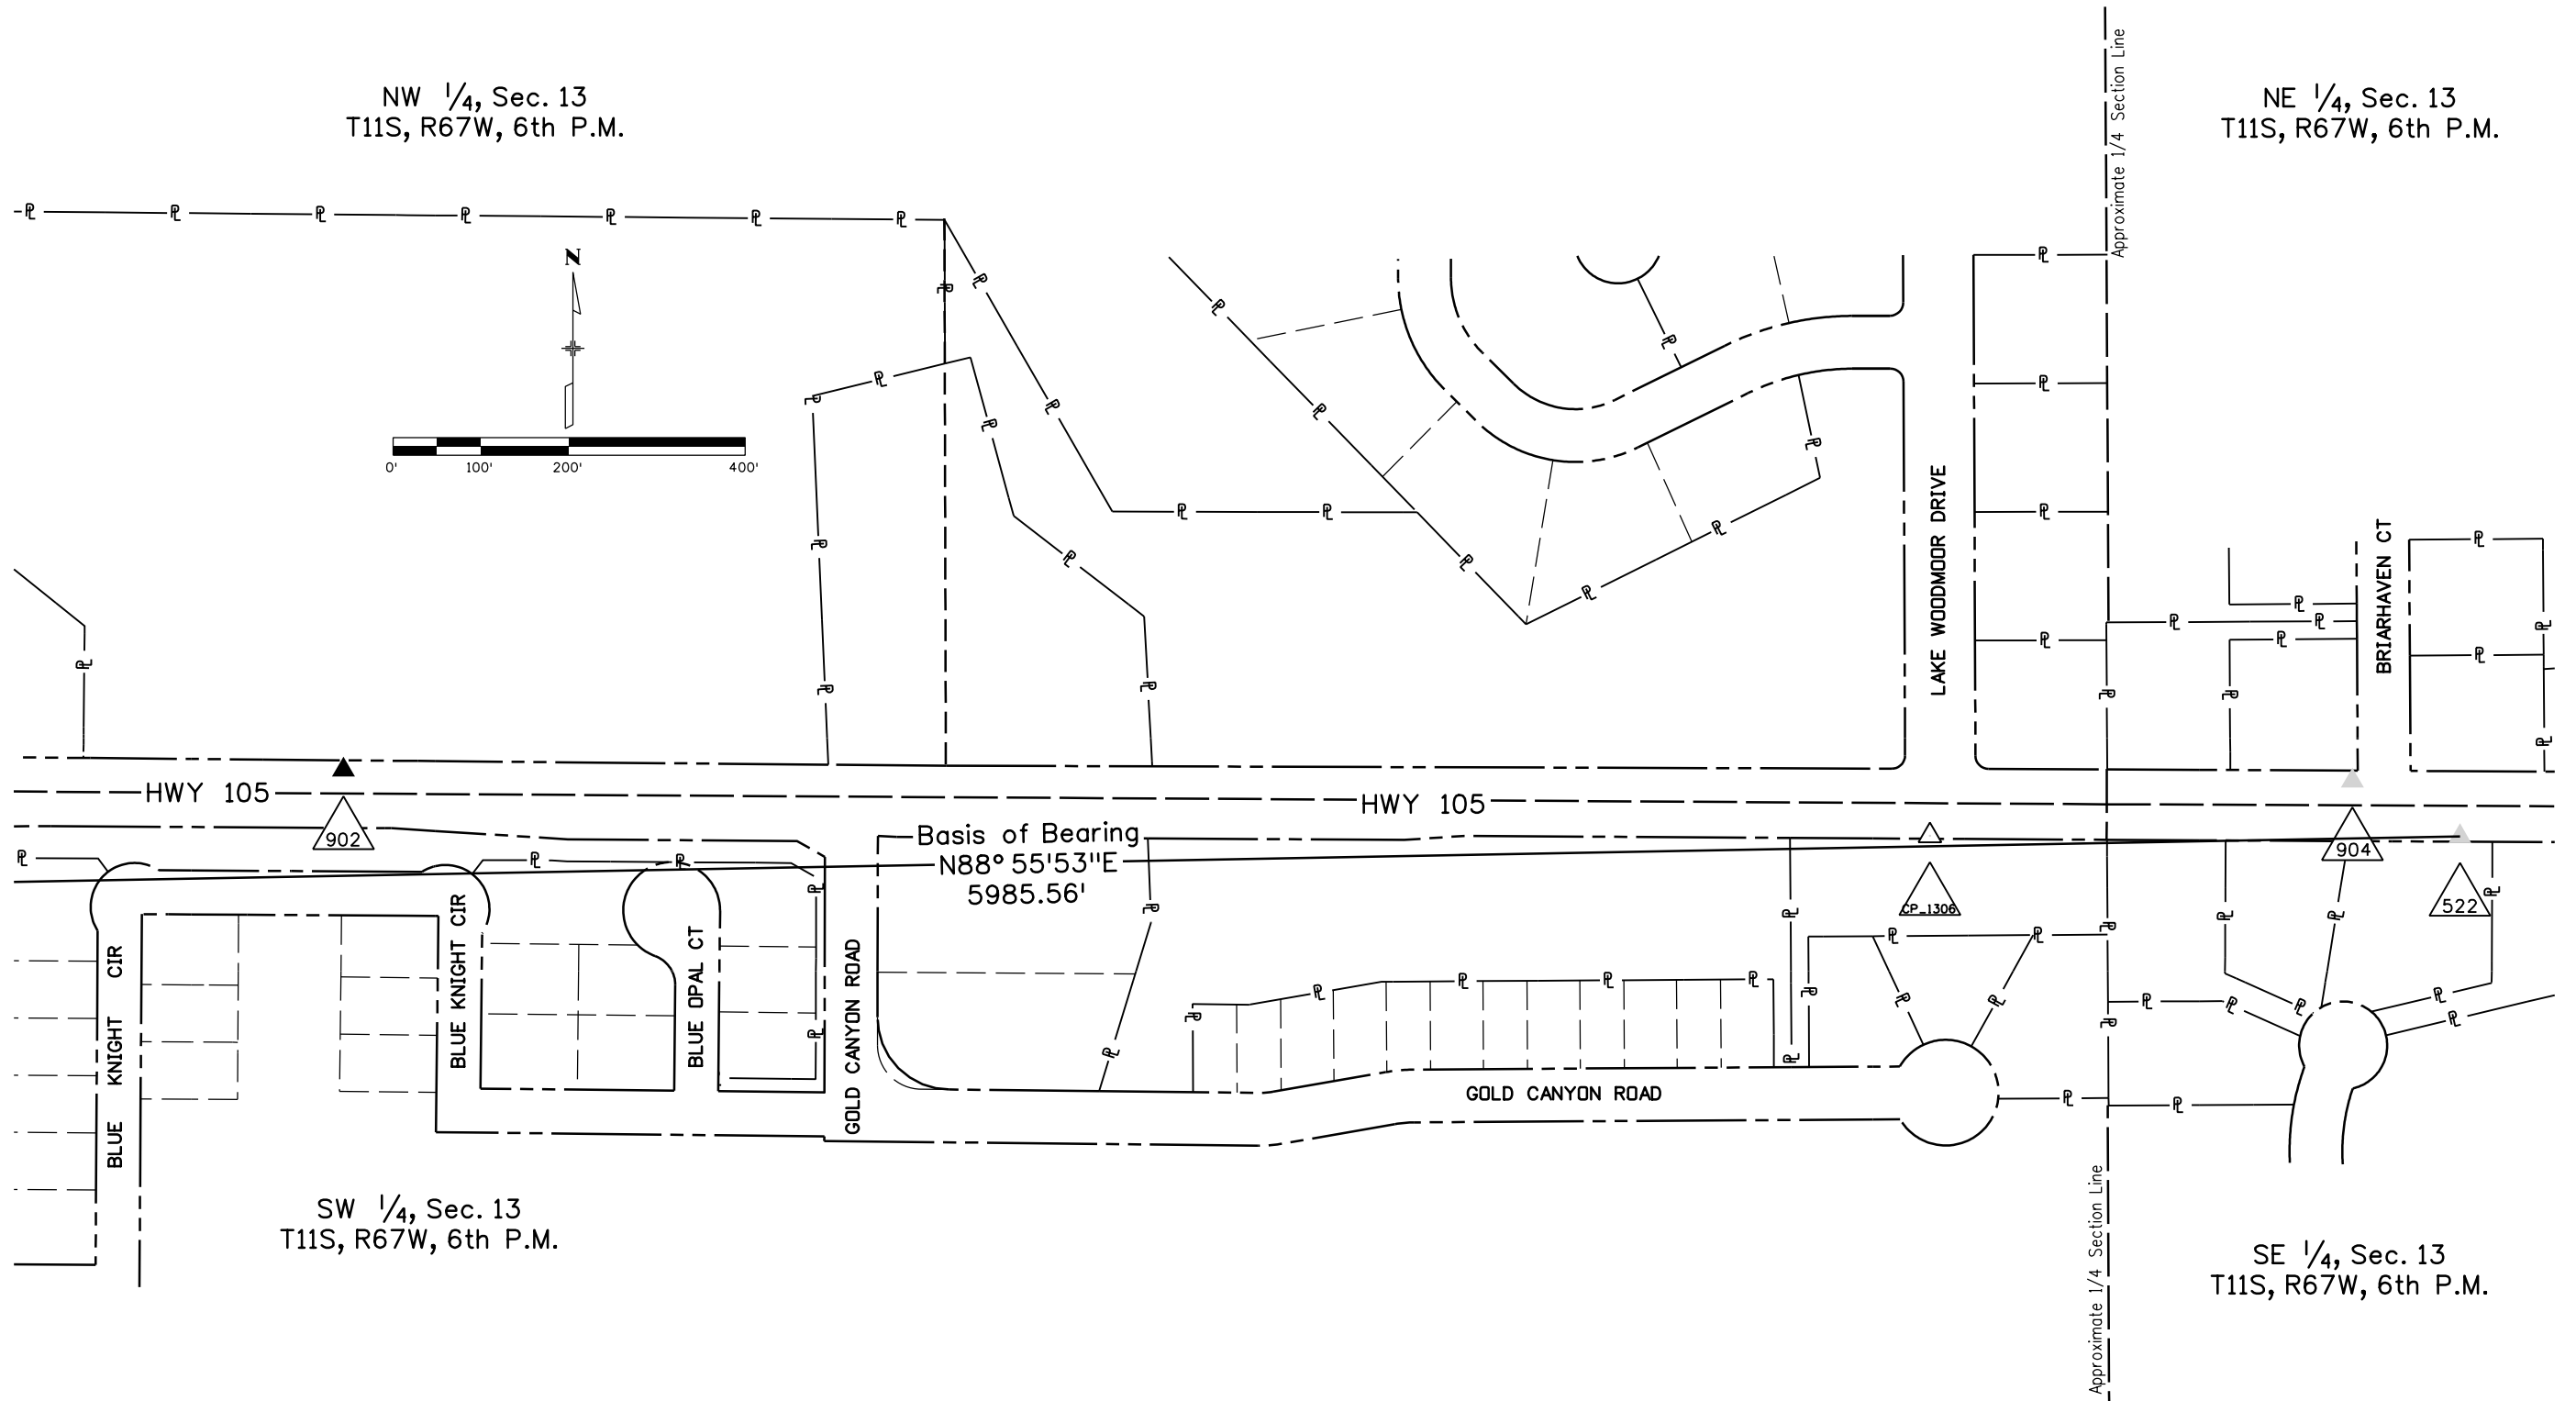 NW 1/4, Sec. 13
T11S, R67W, 6th P.M.
NE 1/4, Sec. 13
T11S, R67W, 6th P.M.
Approximate 1/4 Section Line
N
0' 100' 200' 400'
LAKE WOODMOOR DRIVE
BRIARHAVEN CT
HWY 105
HWY 105
902
Basis of Bearing
N88°55'53"E
5985.56'
904
CP_1306
522
BLUE KNIGHT CIR
BLUE KNIGHT CIR
BLUE OPAL CT
GOLD CANYON ROAD
GOLD CANYON ROAD
SW 1/4, Sec. 13
T11S, R67W, 6th P.M.
Approximate 1/4 Section Line
SE 1/4, Sec. 13
T11S, R67W, 6th P.M.